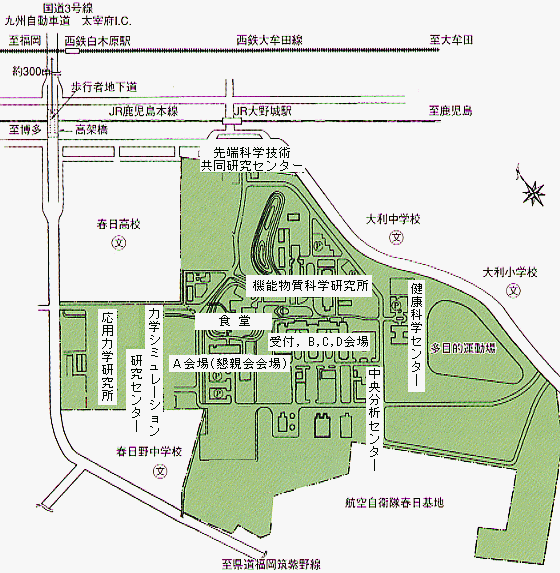 国道3号線
九州自動車道　太宰府I.C.
至福岡
西鉄白木原駅
西鉄大牟田線
至大牟田
約300m
歩行者地下道
JR鹿児島本線
JR大野城駅
至鹿児島
至博多
高架橋
先端科学技術
共同研究センター
春日高校
文
大利中学校
文
大利小学校
文
機能物質科学研究所
健康科学センター
食堂
受付，B,C,D会場
多目的運動場
応用力学研究所
力学シミュレーション
研究センター
A会場(懇親会会場)
中央分析センター
春日野中学校
文
航空自衛隊春日基地
至県道福岡筑紫野線